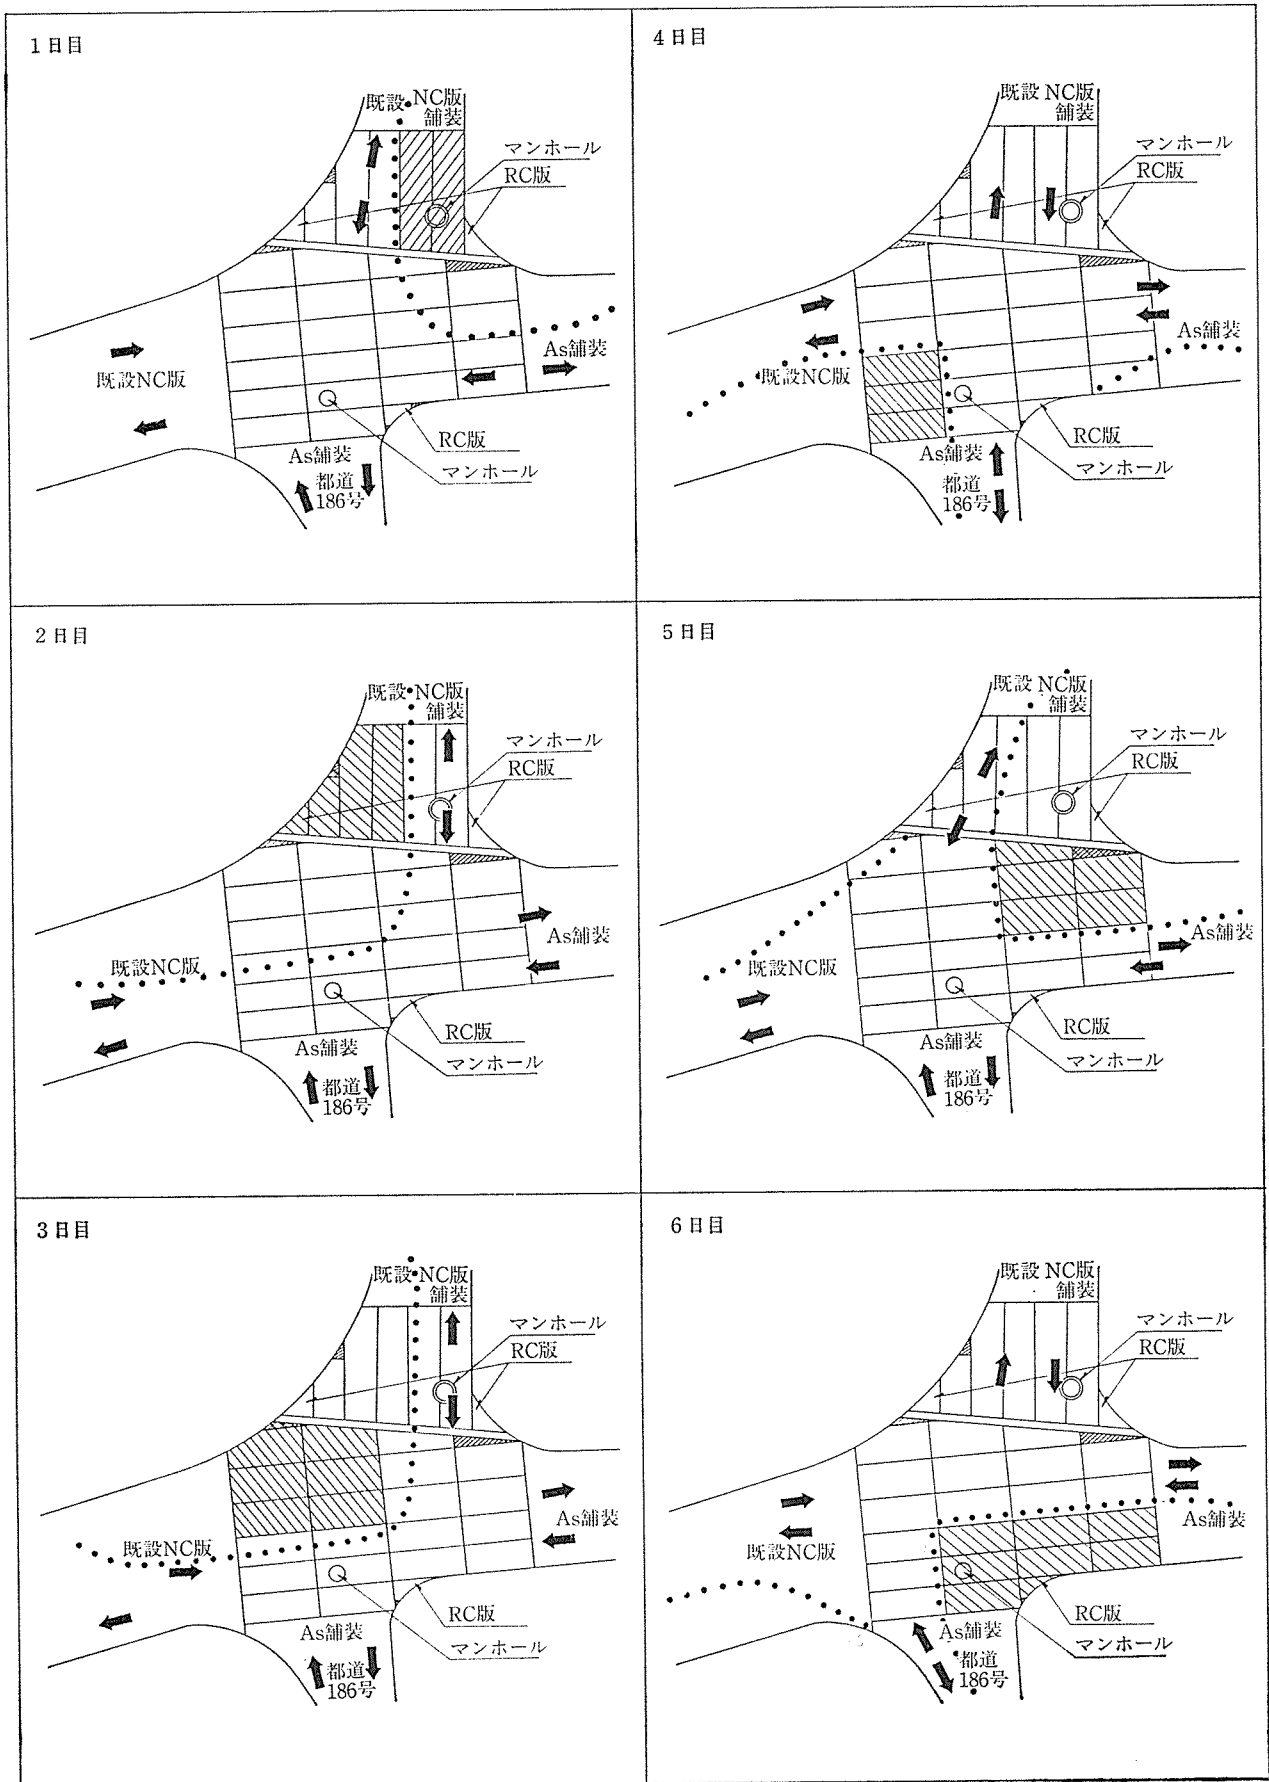 1日目
既設 NC版
舗装
マンホール
RC版
As舗装
既設NC版
RC版
As舗装
マンホール
都道
186号
4日目
既設 NC版
舗装
マンホール
RC版
As舗装
既設NC版
RC版
As舗装
マンホール
都道
186号
2日目
既設 NC版
舗装
マンホール
RC版
As舗装
既設NC版
RC版
As舗装
マンホール
都道
186号
5日目
既設 NC版
舗装
マンホール
RC版
As舗装
既設NC版
RC版
As舗装
マンホール
都道
186号
3日目
既設 NC版
舗装
マンホール
RC版
As舗装
既設NC版
RC版
As舗装
マンホール
都道
186号
6日目
既設 NC版
舗装
マンホール
RC版
As舗装
既設NC版
RC版
As舗装
マンホール
都道
186号